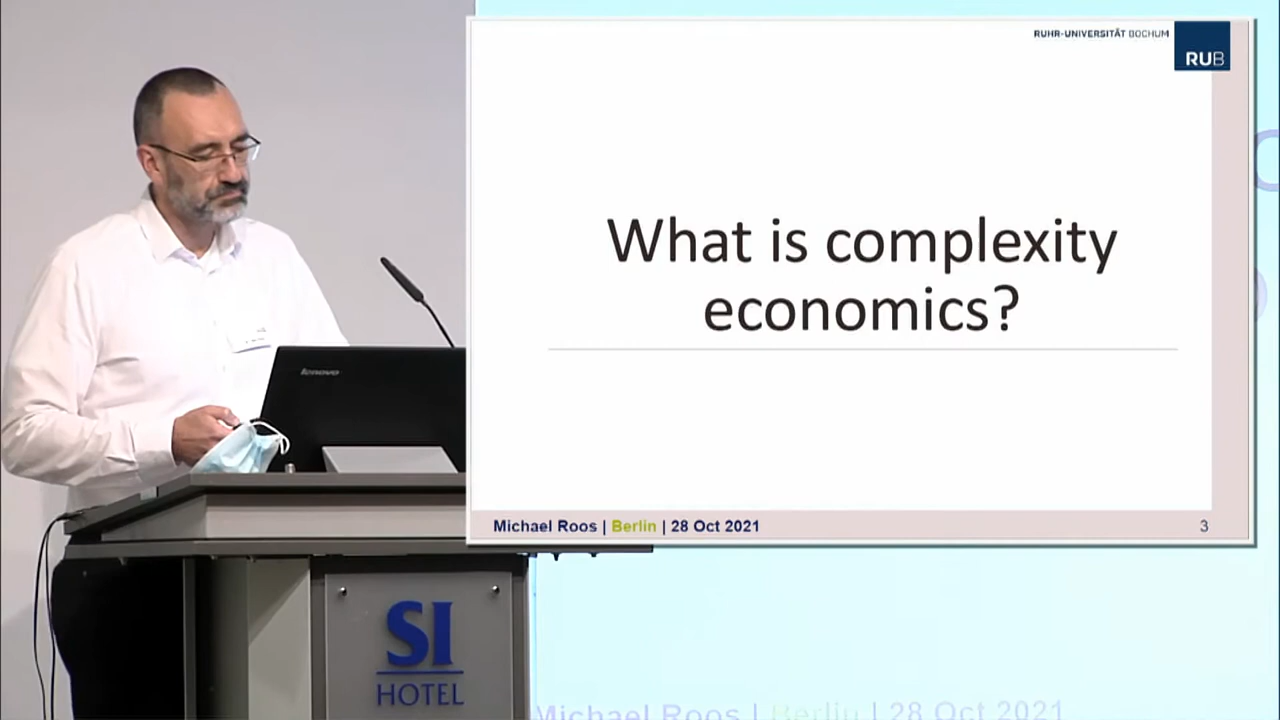 RUHR-UNIVERSITÄT BOCHUM
RUB
What is complexity
economics?
Michael Roos | Berlin | 28 Oct 2021
3
lenovo
SI
HOTEL
Michael Roos | Berlin | 28 Oct 2021